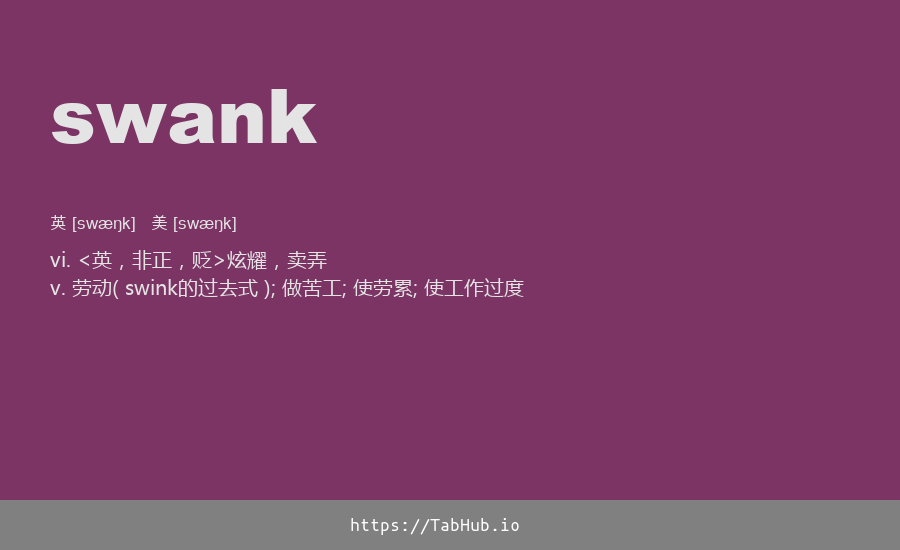 swank
英 [swæŋk] 美 [swæŋk]
vi. <英，非正，贬>炫耀，卖弄
v. 劳动( swink的过去式 ); 做苦工; 使劳累; 使工作过度
https://TabHub.io